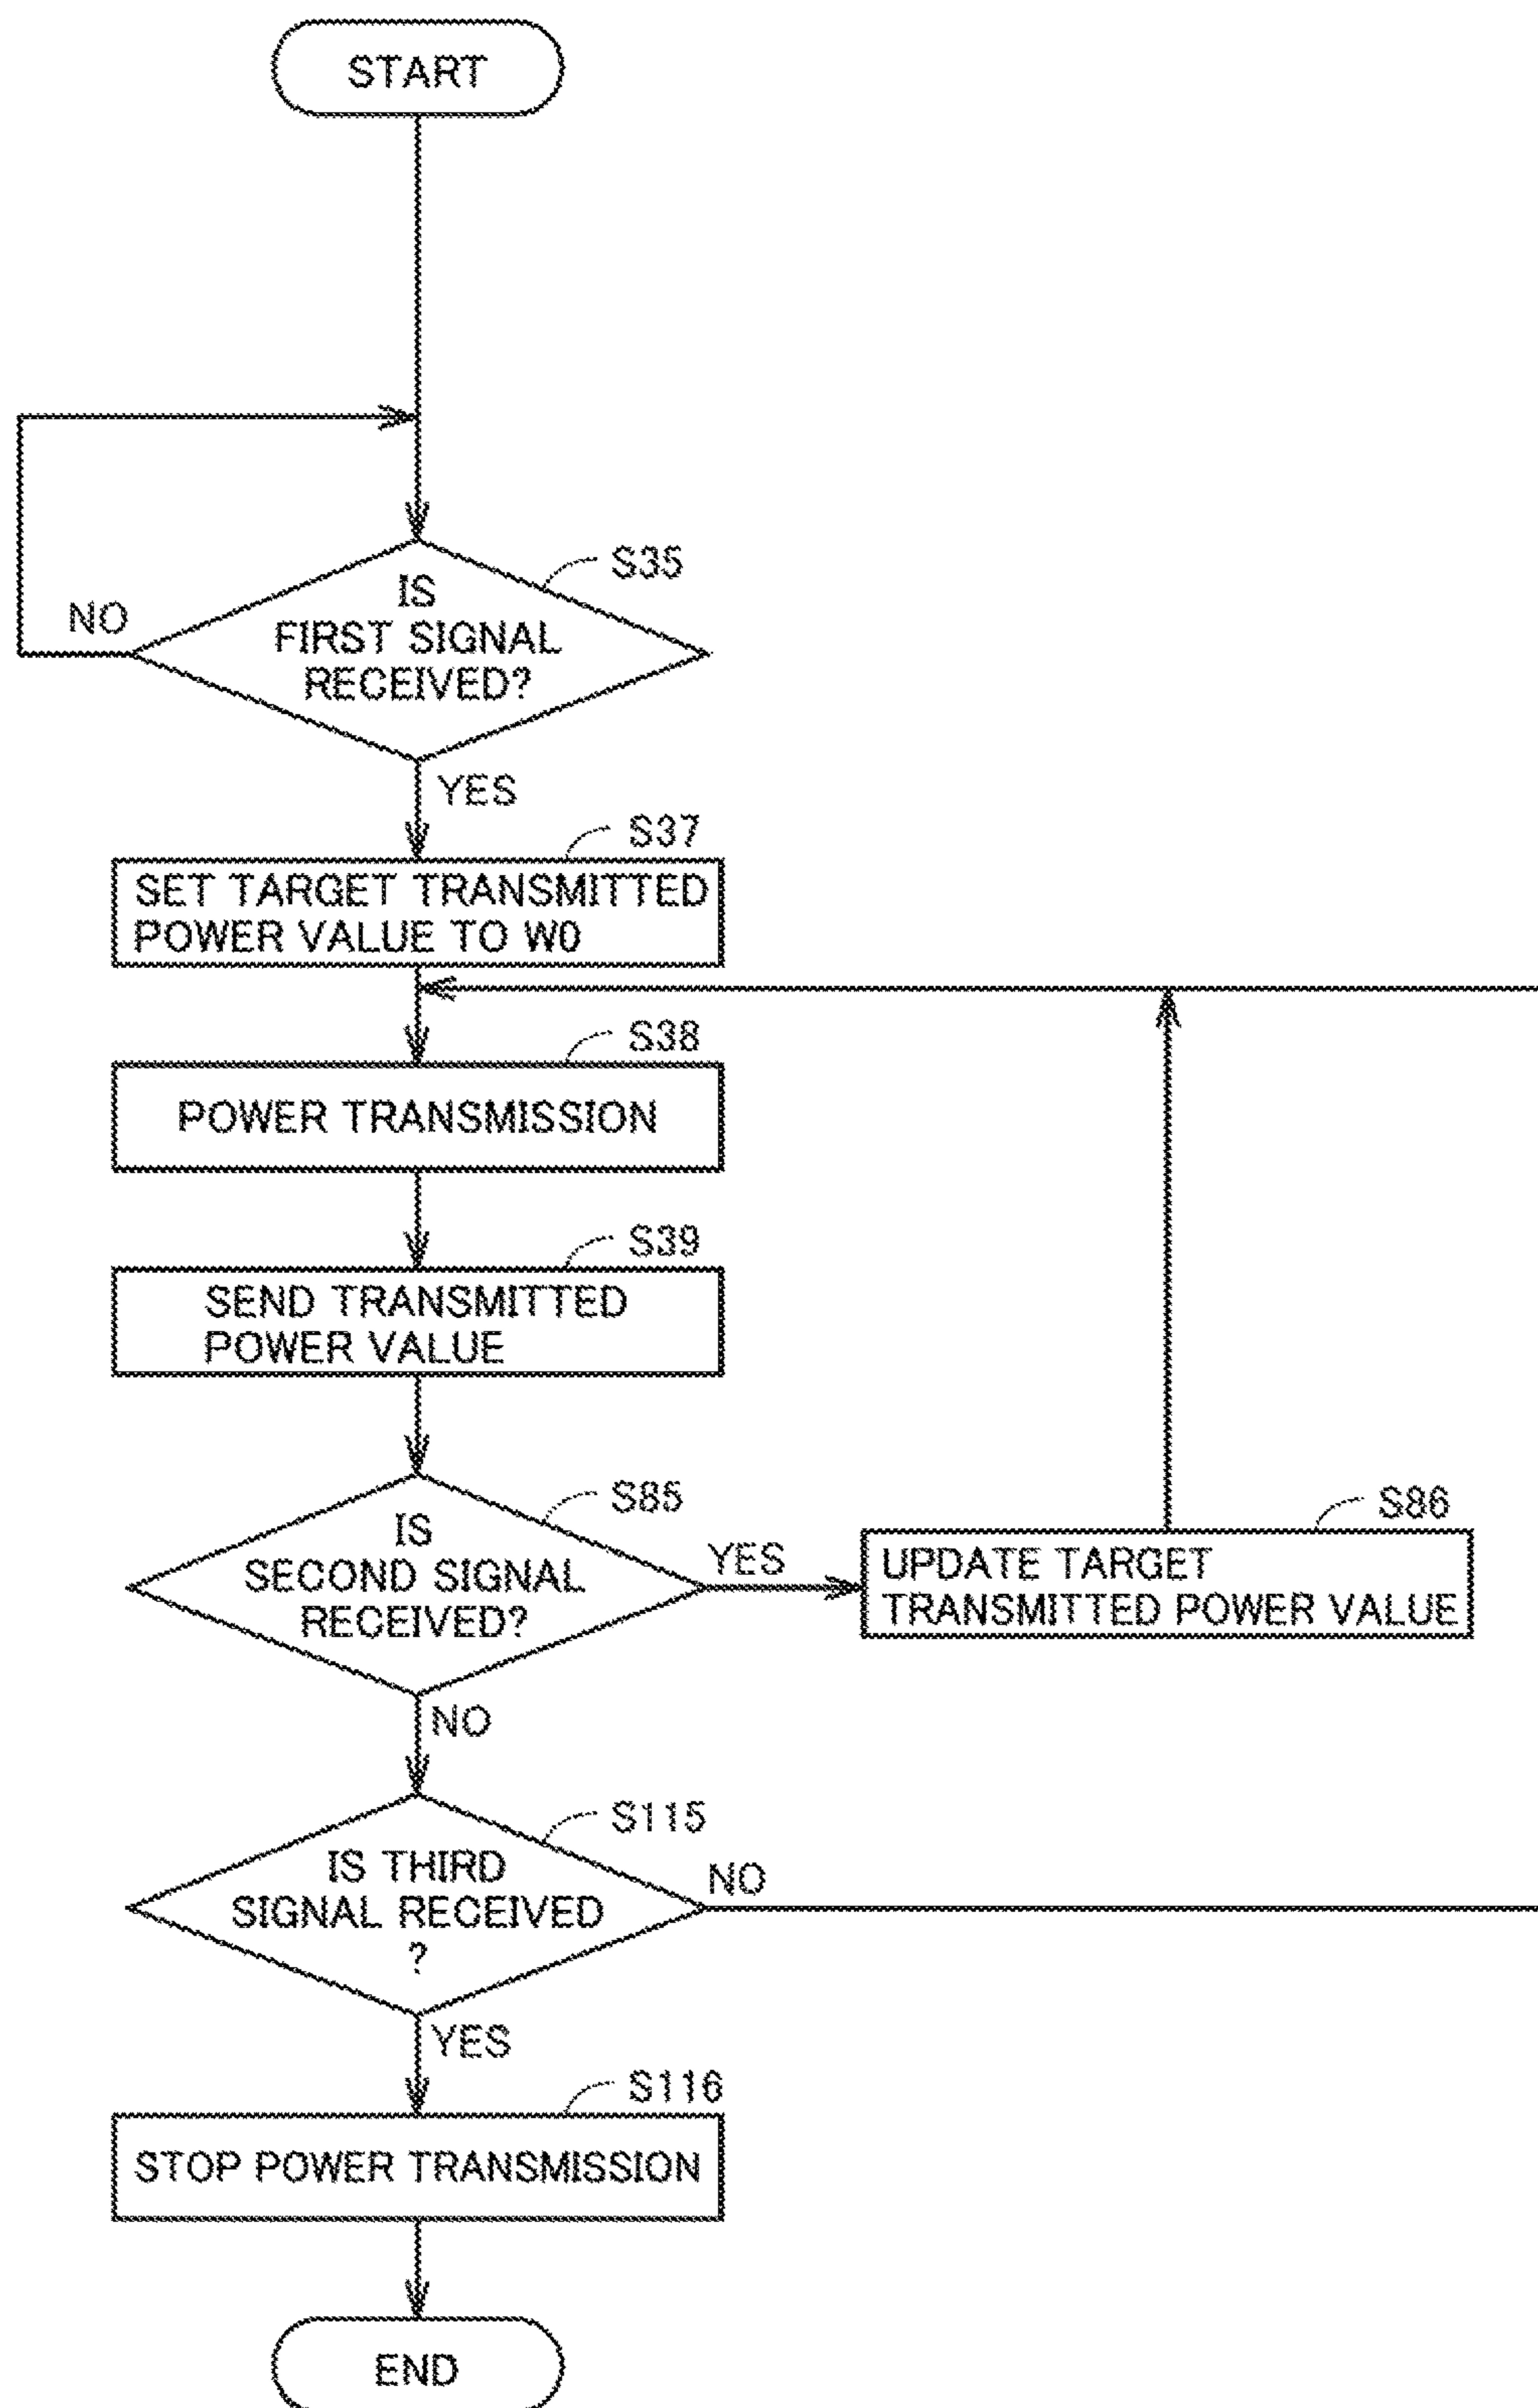 START
S35
IS
FIRST SIGNAL
RECEIVED?
NO
YES
S37
SET TARGET TRANSMITTED
POWER VALUE TO W0
S38
POWER TRANSMISSION
S39
SEND TRANSMITTED
POWER VALUE
S85
IS
SECOND SIGNAL
RECEIVED?
YES
S86
UPDATE TARGET
TRANSMITTED POWER VALUE
NO
S115
IS THIRD
SIGNAL RECEIVED
?
NO
YES
S116
STOP POWER TRANSMISSION
END